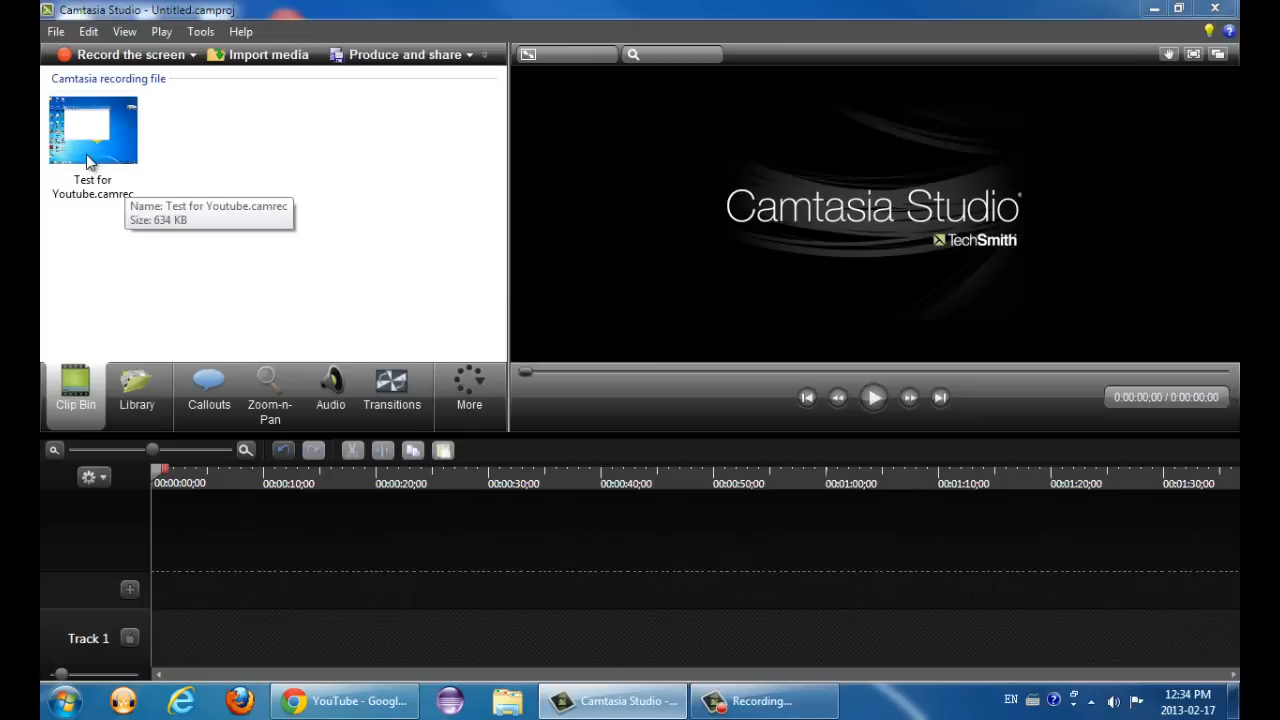 Camtasia Studio - Untitled.camproj
File Edit View Play Tools Help
Record the screen Import media Produce and share
Camtasia recording file
Test for
Youtube.camrec
Name: Test for Youtube.camrec
Size: 634 KB
Camtasia Studio®
TechSmith
Clip Bin Library Callouts Zoom-n-Pan Audio Transitions More
0:00:00;00 / 0:00:00;00
00:00:00;00 00:00:10;00 00:00:20;00 00:00:30;00 00:00:40;00 00:00:50;00 00:01:00;00 00:01:10;00 00:01:20;00 00:01:30;00
Track 1
YouTube - Googl... Camtasia Studio -... Recording... EN 12:34 PM
2013-02-17